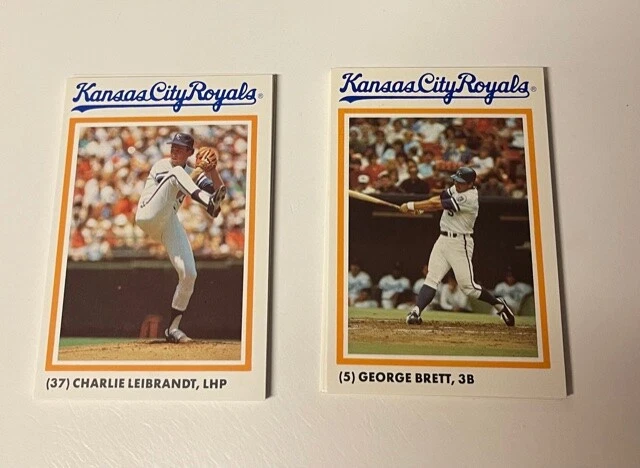 Kansas City Royals®
(37) CHARLIE LEIBRANDT, LHP
Kansas City Royals®
(5) GEORGE BRETT, 3B